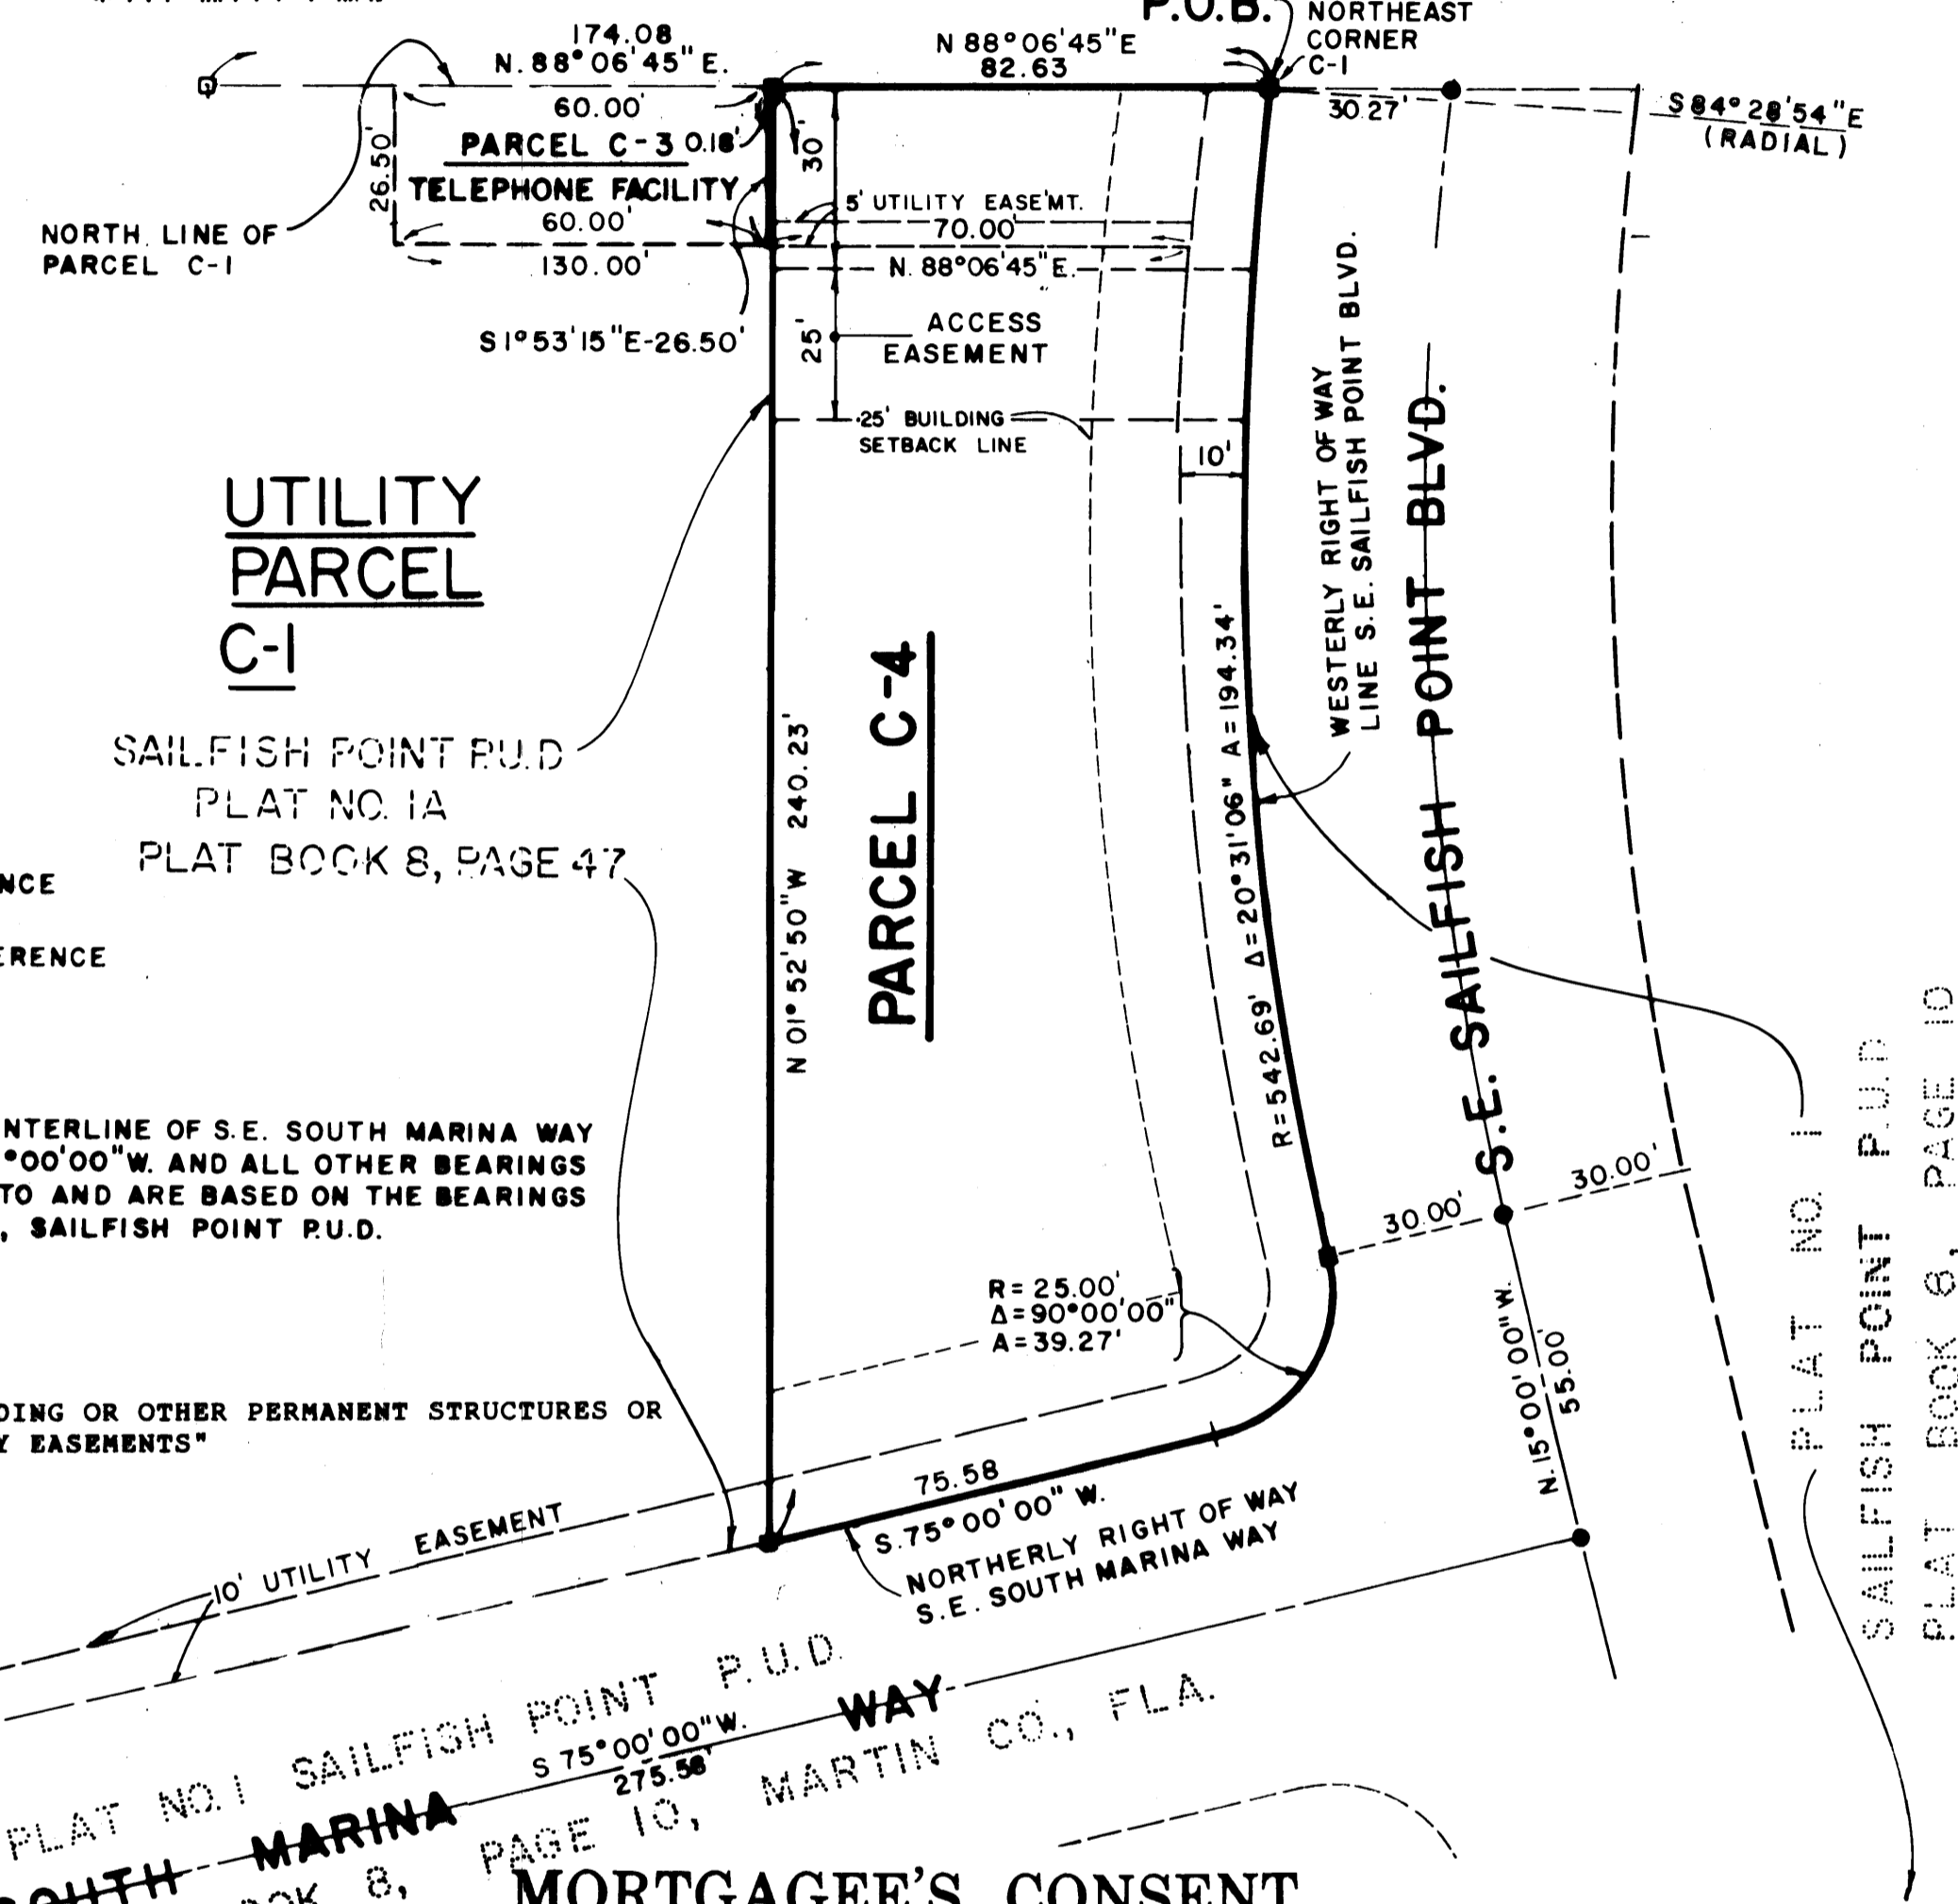 P.O.B.
NORTHEAST
CORNER
C-1
174.08
N. 88° 06' 45" E.
N 88° 06' 45" E
82.63
60.00'
30.27'
S 84° 28' 54" E
(RADIAL)
26.50'
PARCEL C-3 0.18'
TELEPHONE FACILITY
60.00'
130.00'
30'
5' UTILITY EASE'MT.
70.00'
N. 88° 06' 45" E.
NORTH LINE OF
PARCEL C-1
S 1° 53' 15" E-26.50'
25'
ACCESS
EASEMENT
25' BUILDING
SETBACK LINE
10'
WESTERLY RIGHT OF WAY
LINE S.E. SAILFISH POINT BLVD.
S.E. SAILFISH POINT BLVD.
UTILITY
PARCEL
C-1
SAILFISH POINT P.U.D
PLAT NO. 1A
PLAT BOOK 8, PAGE 47
N 01° 52' 50" W 240.23'
PARCEL C-4
R=542.69' Δ=20° 31' 06" A=194.34'
NCE
ERENCE
NTERLINE OF S.E. SOUTH MARINA WAY
°00'00"W. AND ALL OTHER BEARINGS
TO AND ARE BASED ON THE BEARINGS
, SAILFISH POINT P.U.D.
30.00'
30.00'
R= 25.00'
Δ=90°00'00"
A=39.27'
N. 15° 00' 00" W.
55.00'
PLAT NO. 1
SAILFISH POINT P.U.D
PLAT BOOK 8, PAGE 10
DING OR OTHER PERMANENT STRUCTURES OR
Y EASEMENTS"
75.58
S. 75° 00' 00" W.
NORTHERLY RIGHT OF WAY
S.E. SOUTH MARINA WAY
10' UTILITY EASEMENT
PLAT NO. 1 SAILFISH POINT P.U.D.
S 75° 00' 00" W.
275.58'
OUTH MARINA WAY
OOK 8, PAGE 10, MARTIN CO., FLA.
MORTGAGEE'S CONSENT